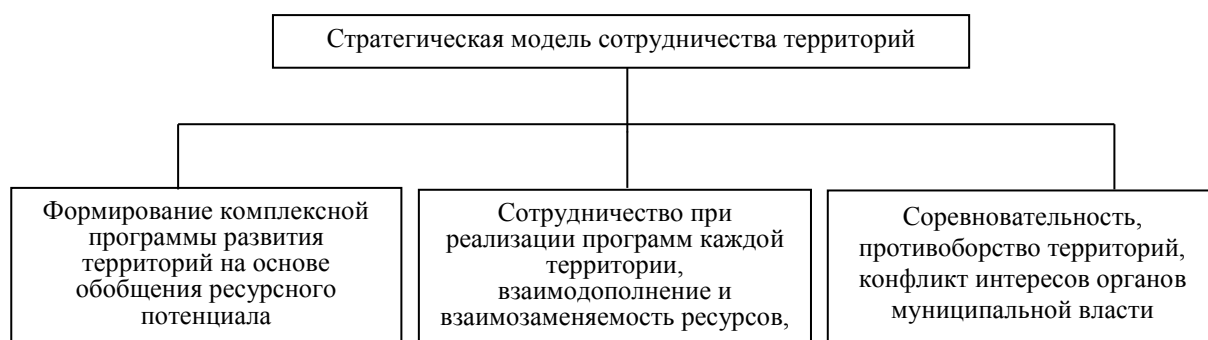 Стратегическая модель сотрудничества территорий
Формирование комплексной
программы развития
территорий на основе
обобщения ресурсного
потенциала
Сотрудничество при
реализации программ каждой
территории,
взаимодополнение и
взаимозаменяемость ресурсов,
Соревновательность,
противоборство территорий,
конфликт интересов органов
муниципальной власти